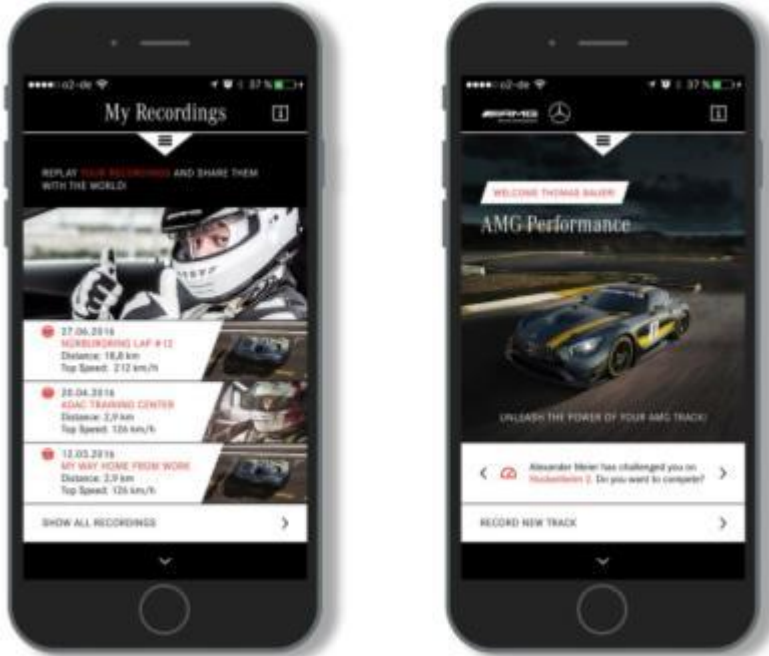 o2-de
37 %
My Recordings
REPLAY YOUR RECORDINGS AND SHARE THEM
WITH THE WORLD!
27.06.2016
NÜRBURGRING LAP #12
Distance: 18,8 km
Top Speed: 212 km/h
20.04.2016
ADAC TRAINING CENTER
Distance: 2,9 km
Top Speed: 126 km/h
12.03.2016
MY WAY HOME FROM WORK
Distance: 2,9 km
Top Speed: 126 km/h
SHOW ALL RECORDINGS
o2-de
37 %
AMG
WELCOME THOMAS BAUER!
AMG Performance
UNLEASH THE POWER OF YOUR AMG TRACK!
Alexander Meier has challenged you on
Hockenheim 2. Do you want to compete?
RECORD NEW TRACK